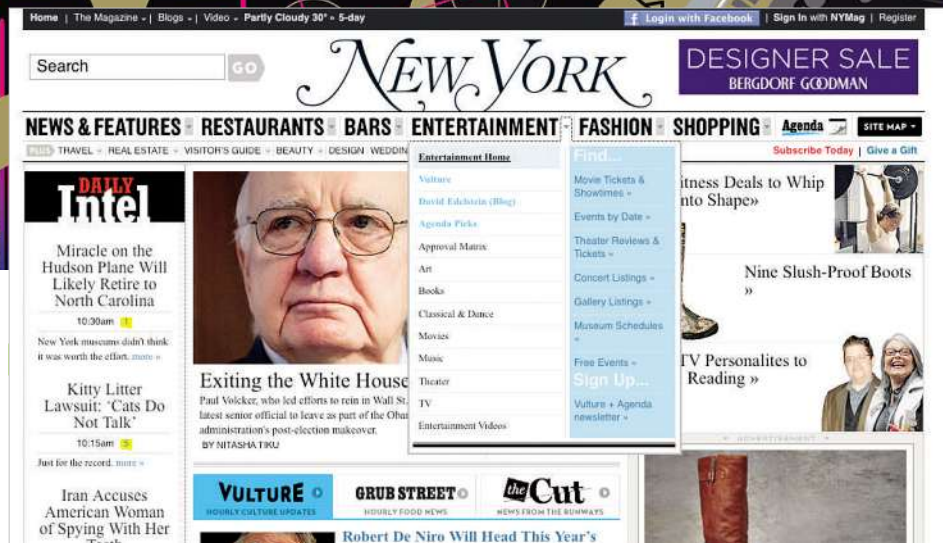 Home | The Magazine | Blogs | Video Partly Cloudy 30° » 5-day
f Login with Facebook | Sign In with NYMag | Register
Search GO
NEW YORK
DESIGNER SALE
BERGDORF GOODMAN
NEWS & FEATURES RESTAURANTS BARS ENTERTAINMENT FASHION SHOPPING Agenda SITE MAP
PLUS TRAVEL REAL ESTATE VISITOR'S GUIDE BEAUTY DESIGN WEDDIN
Subscribe Today | Give a Gift
DAILY
Intel
Miracle on the
Hudson Plane Will
Likely Retire to
North Carolina
10:30am 1
New York museums didn't think
it was worth the effort. more »
Kitty Litter
Lawsuit: 'Cats Do
Not Talk'
10:15am 5
Just for the record. more »
Iran Accuses
American Woman
of Spying With Her
Teeth
Exiting the White House
Paul Volcker, who led efforts to rein in Wall St.
latest senior official to leave as part of the Obam
administration's post-election makeover.
BY NITASHA TIKU
Entertainment Home
Vulture
David Edelstein (Blog)
Agenda Picks
Approval Matrix
Art
Books
Classical & Dance
Movies
Music
Theater
TV
Entertainment Videos
Find...
Movie Tickets &
Showtimes »
Events by Date »
Theater Reviews &
Tickets »
Concert Listings »
Gallery Listings »
Museum Schedules
»
Free Events »
Sign Up...
Vulture + Agenda
newsletter »
itness Deals to Whip
nto Shape»
Nine Slush-Proof Boots
»
TV Personalites to
Reading »
ADVERTISEMENT
VULTURE
HOURLY CULTURE UPDATES
GRUB STREET
HOURLY FOOD NEWS
the Cut
NEWS FROM THE RUNWAYS
Robert De Niro Will Head This Year's